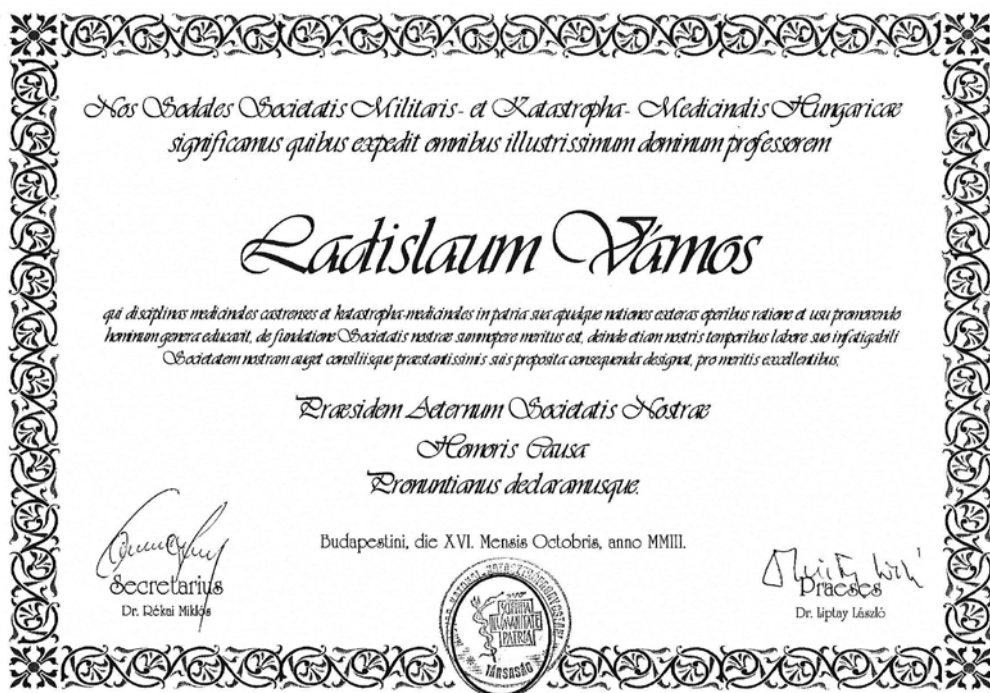 Nos Sodales Societatis Militaris- et Katastropha- Medicinalis Hungaricae
significamus quibus expedit omnibus illustrissimum dominum professorem
Ladislaum Vámos
qui disciplinas medicinales castrenses et katastropha-medicinales in patria sua apudque nationes exteras operibus ratione et usu promovendo
hominum genera educavit, de fundatione Societatis nostrae summopere meritus est, deinde etiam nostris temporibus labore suo infatigabili
Societatem nostram auget consiliisque praestantissimis suis proposita consequenda designat, pro meritis excellentibus,
Praesidem Aeternum Societatis Nostrae
Honoris Causa
Pronuntianus declaramusque.
Budapestini, die XVI. Mensis Octobris, anno MMIII.
Secretarius
Dr. Rékai Miklós
Praeses
Dr. Liptay László
HUMANITATE
PATRIA
TÁRSASÁG